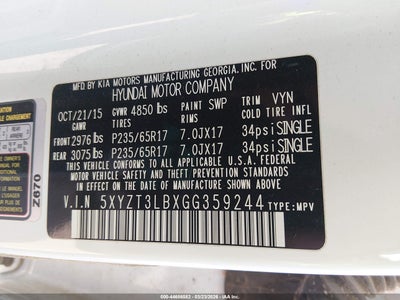 MFD BY KIA MOTORS MANUFACTURING GEORGIA, INC. FOR
HYUNDAI MOTOR COMPANY
OCT/21/15 GVWR 4850 lbs PAINT SWP TRIM VYN
GAWR TIRES RIMS COLD TIRE INFL
FRONT 2976 lbs P235/65R17 7.0JX17 34psi SINGLE
REAR 3075 lbs P235/65R17 7.0JX17 34psi SINGLE
THIS VEHICLE CONFORMS TO ALL APPLICABLE FEDERAL
MOTOR VEHICLE SAFETY, BUMPER, AND THEFT PREVENTION
STANDARDS IN EFFECT ON THE DATE OF MANUFACTURE SHOWN ABOVE.
V.I.N 5XYZT3LBXGG359244 TYPE: MPV
Z670